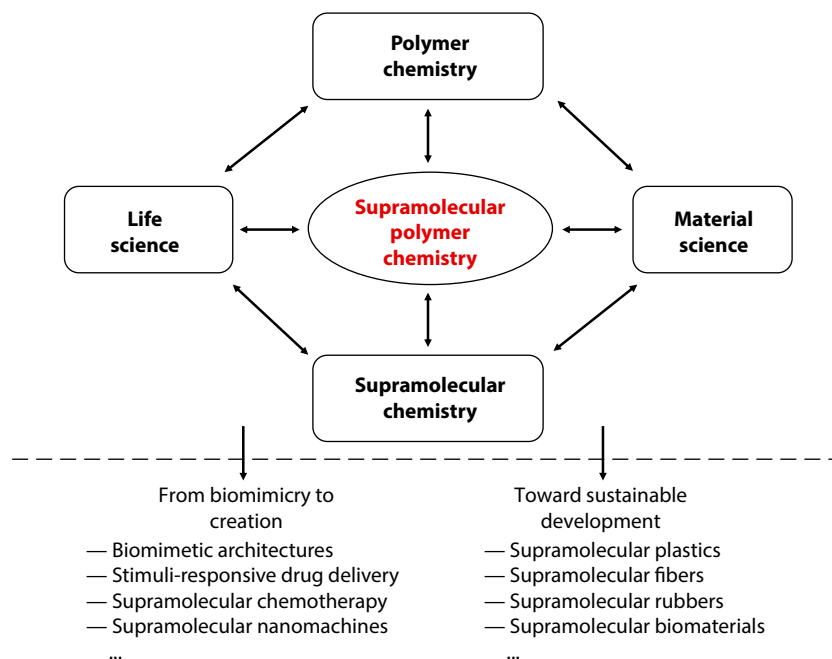 Polymer
chemistry
Life
science
Supramolecular
polymer
chemistry
Material
science
Supramolecular
chemistry
From biomimicry to
creation
— Biomimetic architectures
— Stimuli-responsive drug delivery
— Supramolecular chemotherapy
— Supramolecular nanomachines
...
Toward sustainable
development
— Supramolecular plastics
— Supramolecular fibers
— Supramolecular rubbers
— Supramolecular biomaterials
...